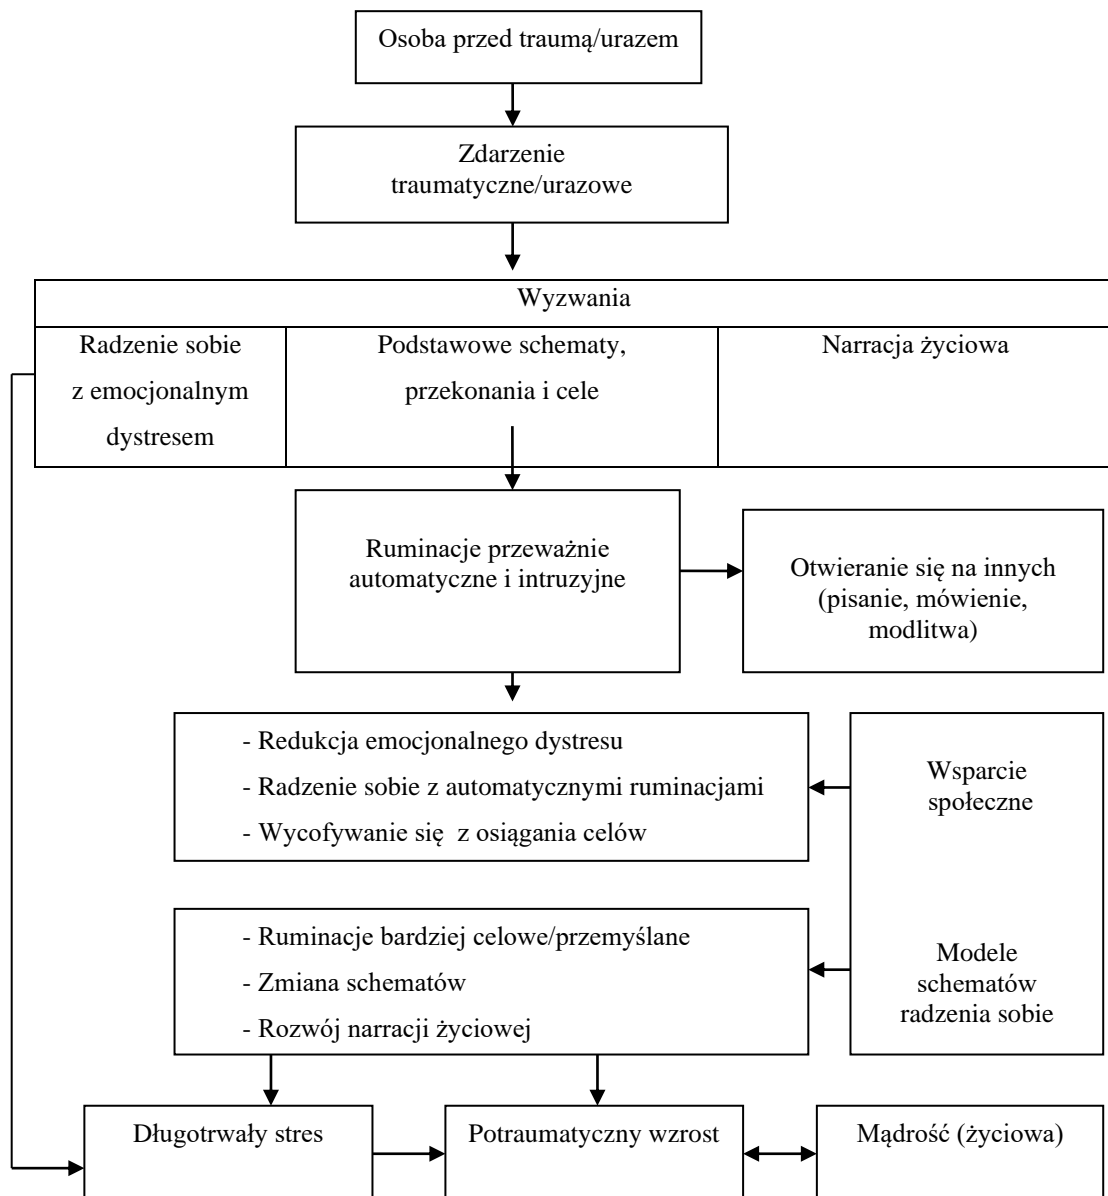 Osoba przed traumą/urazem
Zdarzenie
traumatyczne/urazowe
Wyzwania
Radzenie sobie
z emocjonalnym
dystresem
Podstawowe schematy,
przekonania i cele
Narracja życiowa
Ruminacje przeważnie
automatyczne i intruzyjne
Otwieranie się na innych
(pisanie, mówienie,
modlitwa)
- Redukcja emocjonalnego dystresu
- Radzenie sobie z automatycznymi ruminacjami
- Wycofywanie się z osiągania celów
Wsparcie
społeczne
- Ruminacje bardziej celowe/przemyślane
- Zmiana schematów
- Rozwój narracji życiowej
Modele
schematów
radzenia sobie
Długotrwały stres
Potraumatyczny wzrost
Mądrość (życiowa)